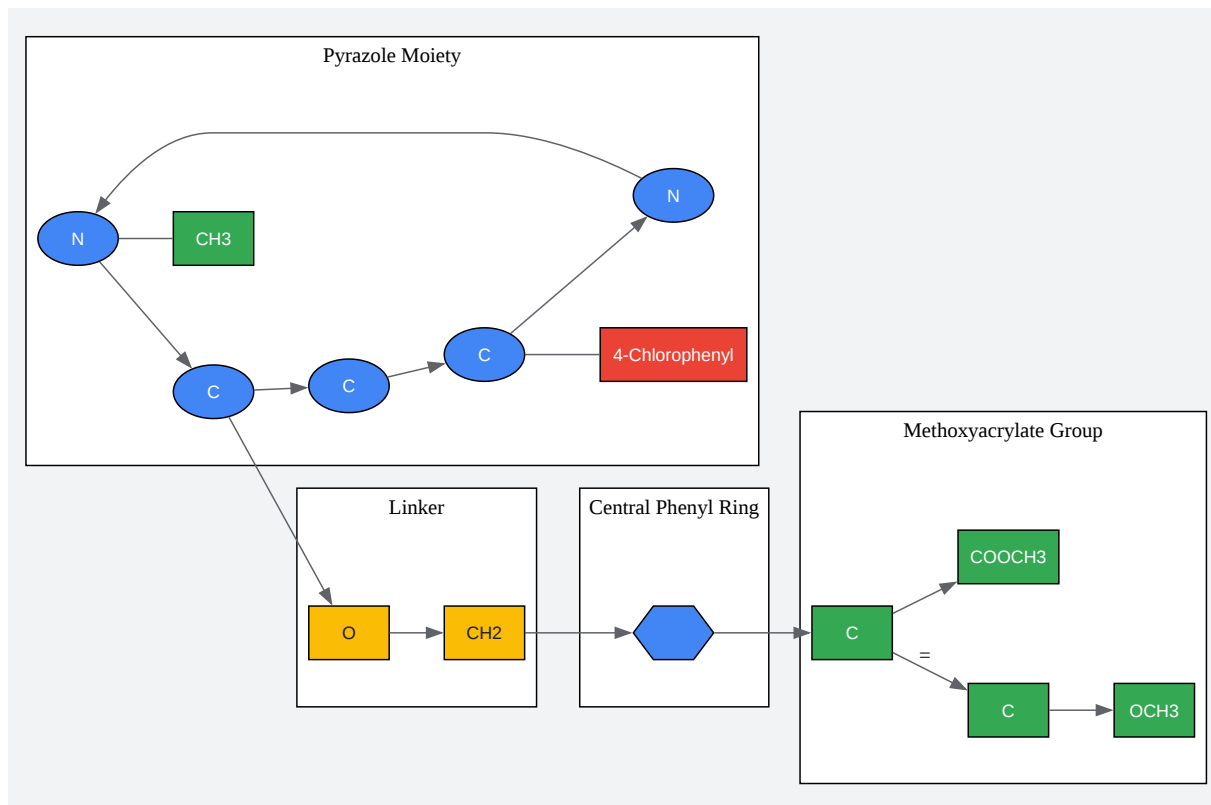 Pyrazole Moiety
N
N
CH3
C
4-Chlorophenyl
C
C
Methoxyacrylate Group
Linker
Central Phenyl Ring
COOCH3
O
CH2
C
=
C
OCH3